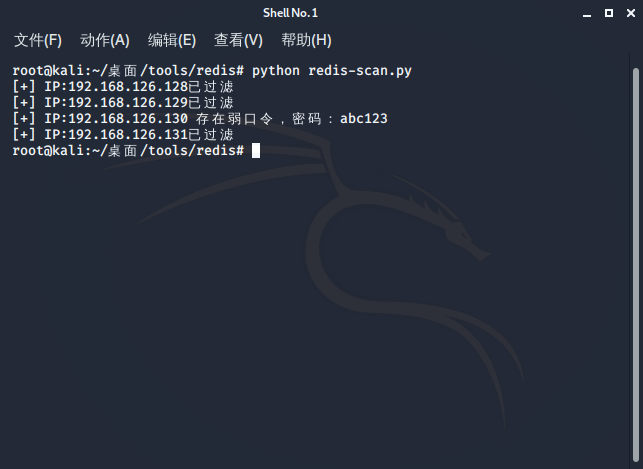 Shell No. 1
文件(F) 动作(A) 编辑(E) 查看(V) 帮助(H)
root@kali:~/桌面/tools/redis# python redis-scan.py
[+] IP:192.168.126.128已过滤
[+] IP:192.168.126.129已过滤
[+] IP:192.168.126.130 存在弱口令，密码：abc123
[+] IP:192.168.126.131已过滤
root@kali:~/桌面/tools/redis#